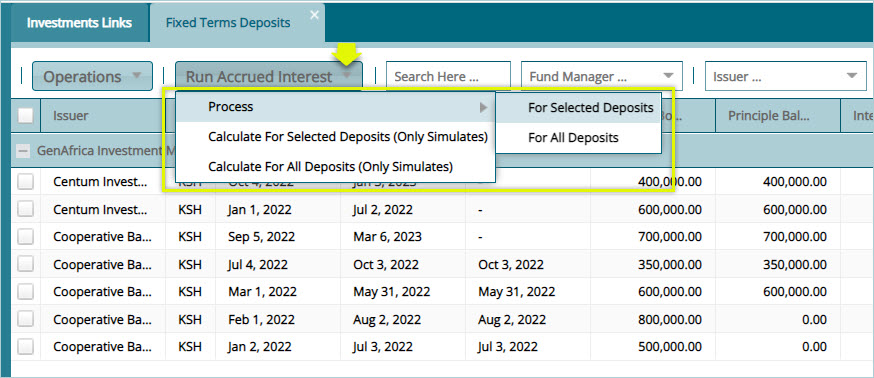 Investments Links Fixed Terms Deposits
Operations Run Accrued Interest Search Here ... Fund Manager ... Issuer ...
Process For Selected Deposits
Calculate For Selected Deposits (Only Simulates) For All Deposits
Calculate For All Deposits (Only Simulates)
Issuer Principle Bal... Inte
GenAfrica Investment M
Centum Invest... KSH Oct 4, 2022 Jan 3, 2023 - 400,000.00 400,000.00
Centum Invest... KSH Jan 1, 2022 Jul 2, 2022 - 600,000.00 600,000.00
Cooperative Ba... KSH Sep 5, 2022 Mar 6, 2023 - 700,000.00 700,000.00
Cooperative Ba... KSH Jul 4, 2022 Oct 3, 2022 Oct 3, 2022 350,000.00 350,000.00
Cooperative Ba... KSH Mar 1, 2022 May 31, 2022 May 31, 2022 600,000.00 600,000.00
Cooperative Ba... KSH Feb 1, 2022 Aug 2, 2022 Aug 2, 2022 800,000.00 0.00
Cooperative Ba... KSH Jan 2, 2022 Jul 3, 2022 Jul 3, 2022 500,000.00 0.00